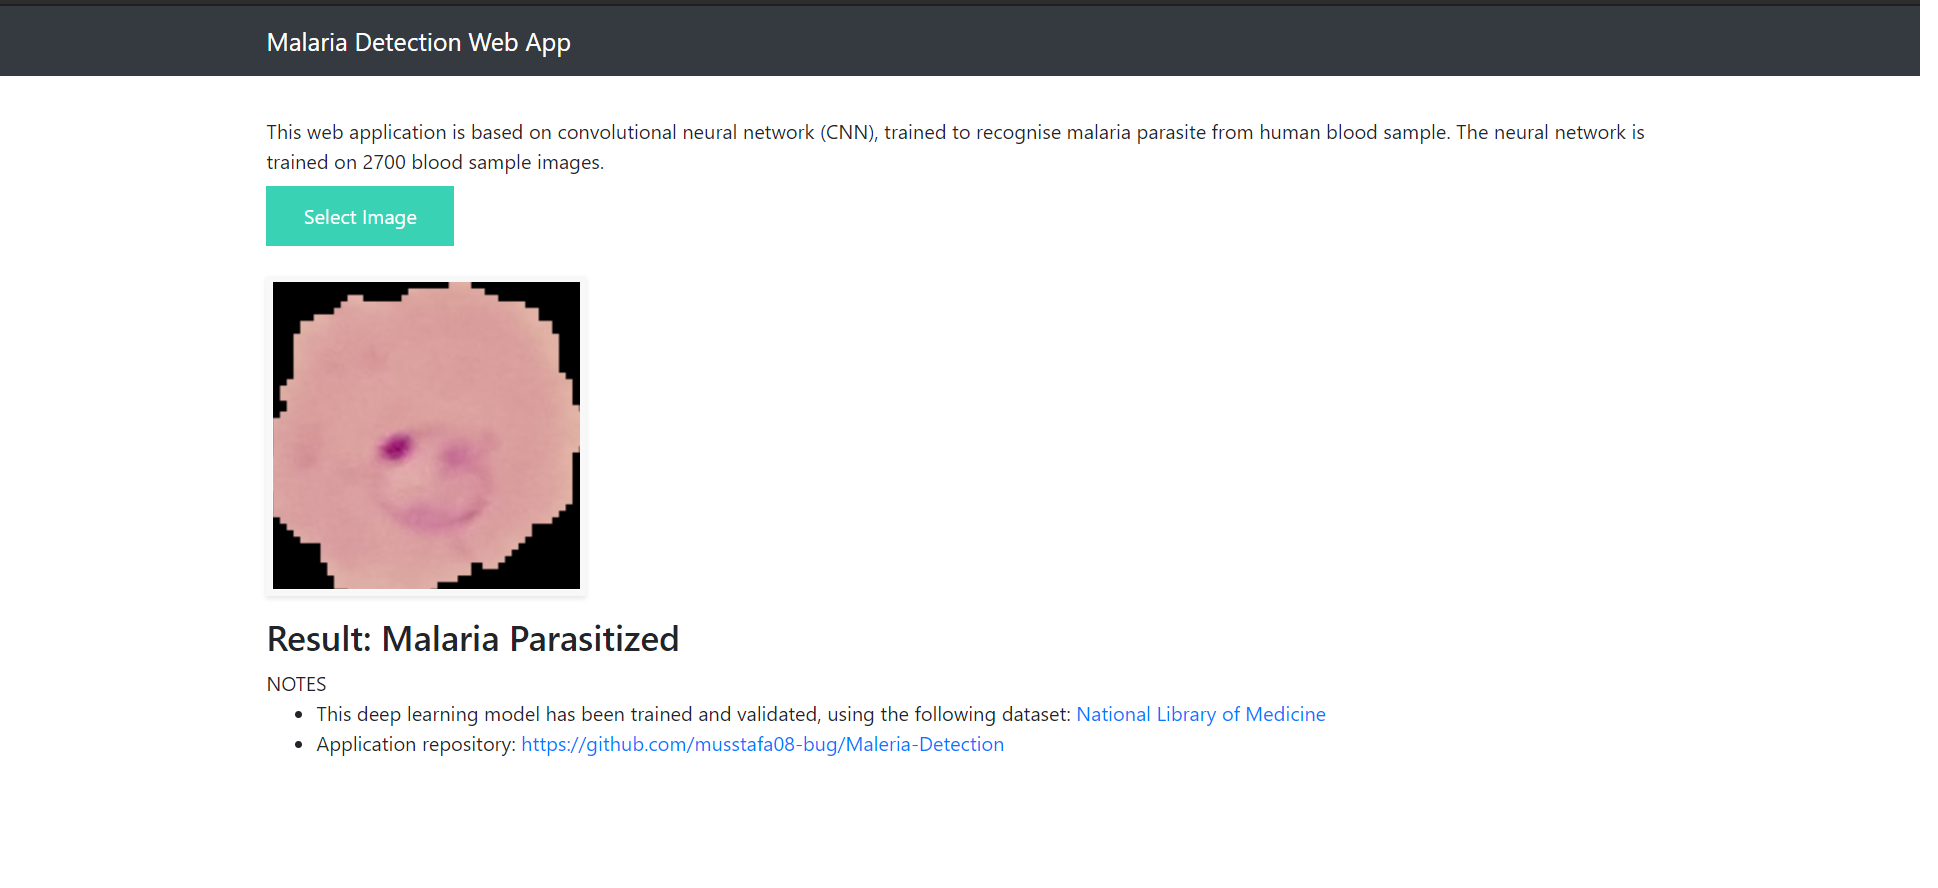 Malaria Detection Web App
This web application is based on convolutional neural network (CNN), trained to recognise malaria parasite from human blood sample. The neural network is
trained on 2700 blood sample images.
Select Image
Result: Malaria Parasitized
NOTES
• This deep learning model has been trained and validated, using the following dataset: National Library of Medicine
• Application repository: https://github.com/musstafa08-bug/Maleria-Detection